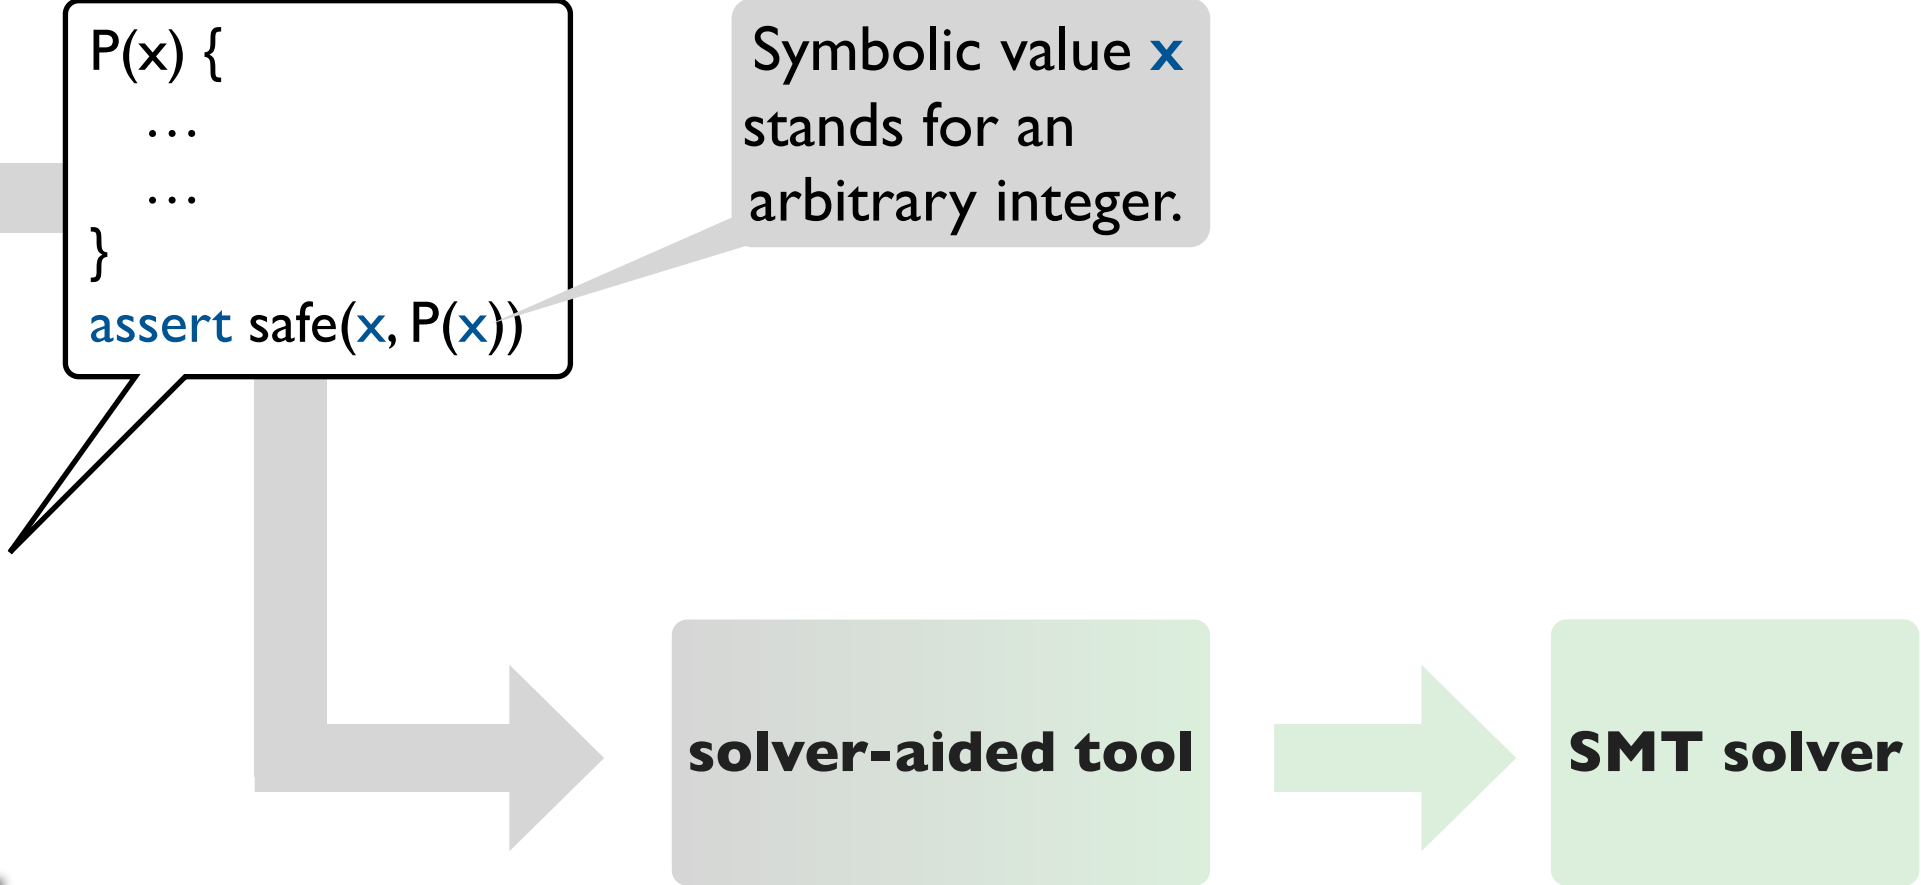 P(x) {
…
…
}
assert safe(x, P(x))
Symbolic value x
stands for an
arbitrary integer.
solver-aided tool
SMT solver